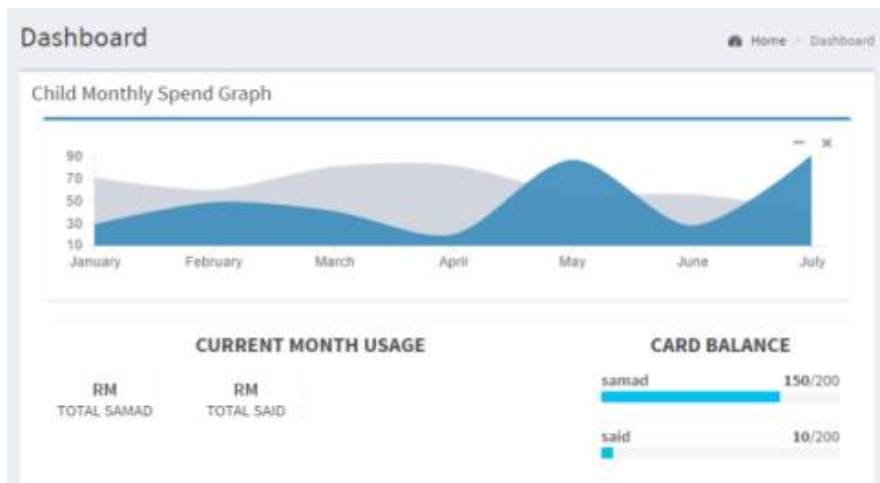 Dashboard
Home > Dashboard
Child Monthly Spend Graph
90
70
50
30
10
January February March April May June July
CURRENT MONTH USAGE
RM
TOTAL SAMAD
RM
TOTAL SAID
CARD BALANCE
samad 150/200
said 10/200